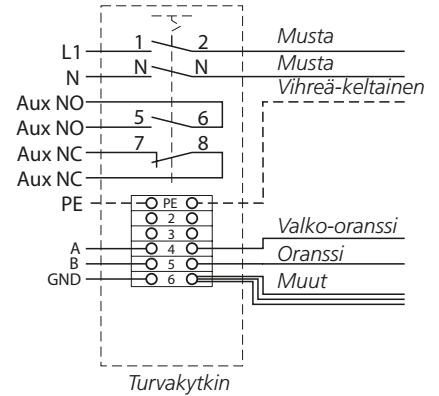 L1 1 2 Musta
N N N Musta
Vihreä-keltainen
Aux NO
Aux NO 5 6
Aux NC 7 8
Aux NC
PE PE
2
3
Valko-oranssi
A 4
B 5 Oranssi
GND 6 Muut
Turvakytkin